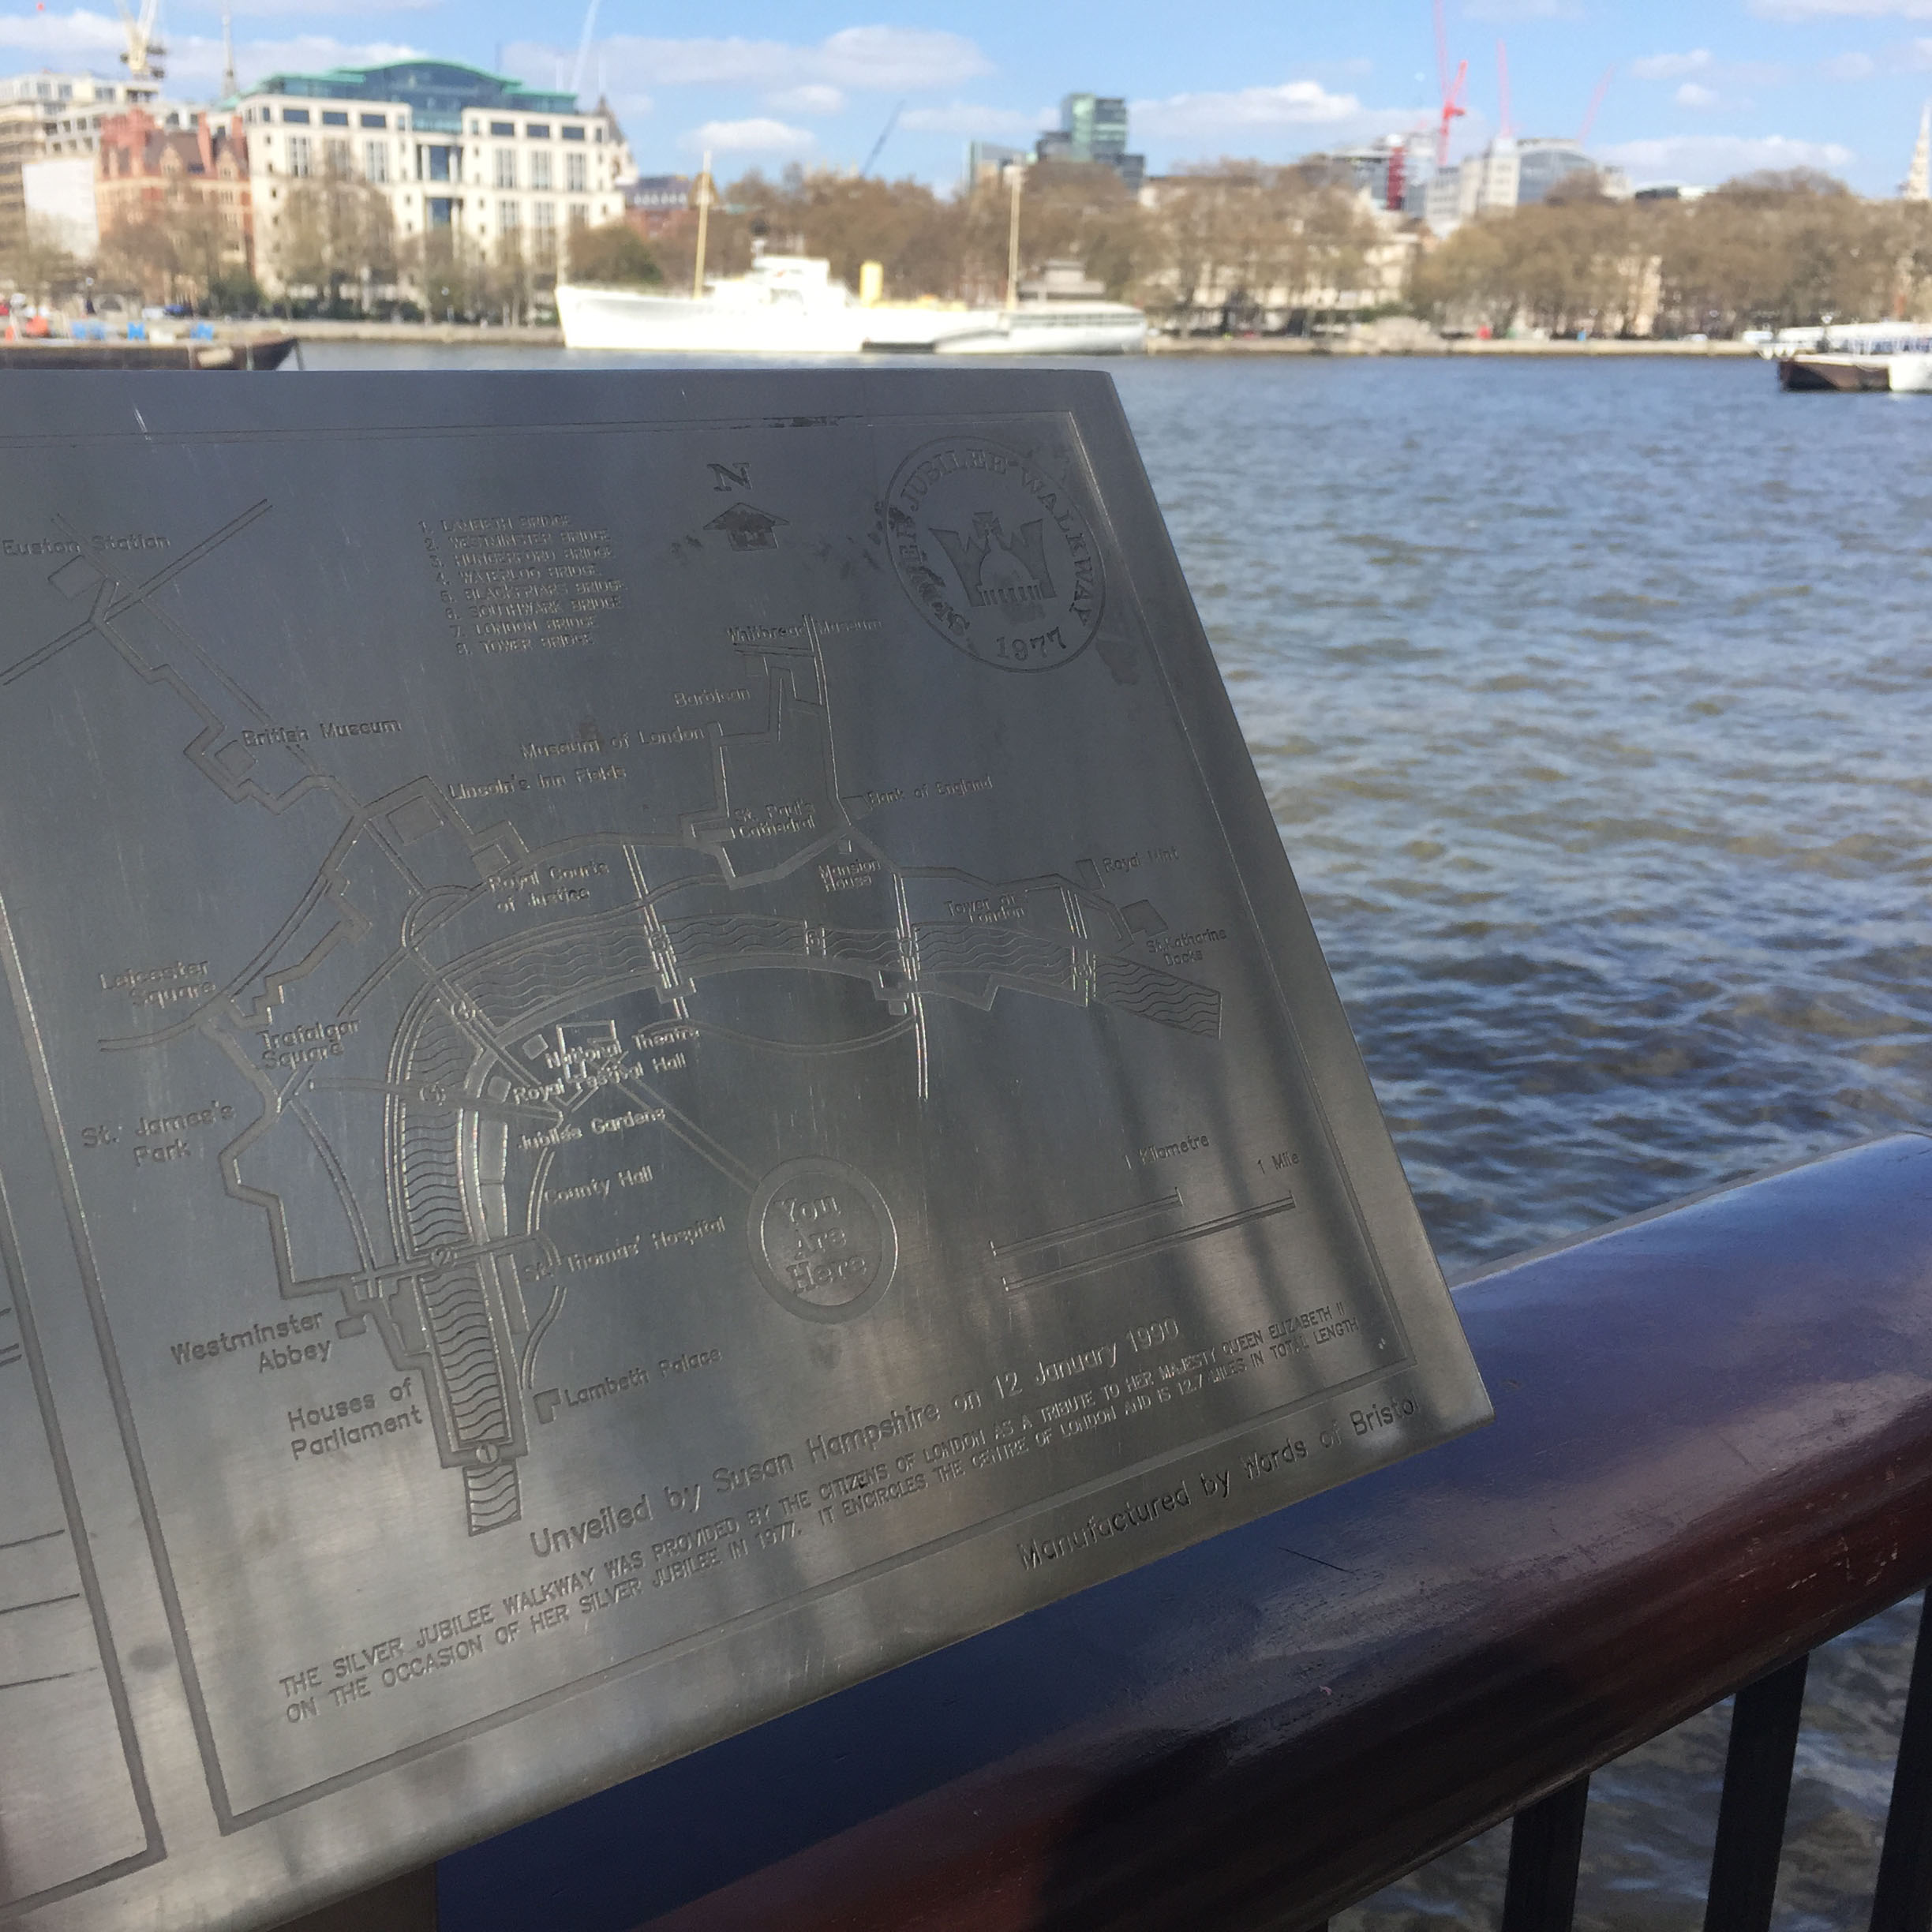 N
SILVER JUBILEE WALKWAY
1977
Euston Station
1. LAMBETH BRIDGE
2. WESTMINSTER BRIDGE
3. HUNGERFORD BRIDGE
4. WATERLOO BRIDGE
5. BLACKFRIARS BRIDGE
6. SOUTHWARK BRIDGE
7. LONDON BRIDGE
8. TOWER BRIDGE
Whitbread Museum
Barbican
British Museum
Museum of London
Lincoln's Inn Fields
Bank of England
St. Paul's
Cathedral
Mansion
House
Royal Mint
Royal Courts
of Justice
Tower of
London
St. Katharine
Docks
Leicester
Square
Trafalgar
Square
National Theatre
Royal Festival Hall
St. James's
Park
Jubilee Gardens
County Hall
1 Kilometre
1 Mile
St. Thomas' Hospital
You
Are
Here
Westminster
Abbey
Houses of
Parliament
Lambeth Palace
2
1
Unveiled by Susan Hampshire on 12 January 1990
THE SILVER JUBILEE WALKWAY WAS PROVIDED BY THE CITIZENS OF LONDON AS A TRIBUTE TO HER MAJESTY QUEEN ELIZABETH II
ON THE OCCASION OF HER SILVER JUBILEE IN 1977. IT ENCIRCLES THE CENTRE OF LONDON AND IS 12.7 MILES IN TOTAL LENGTH
Manufactured by Wards of Bristol